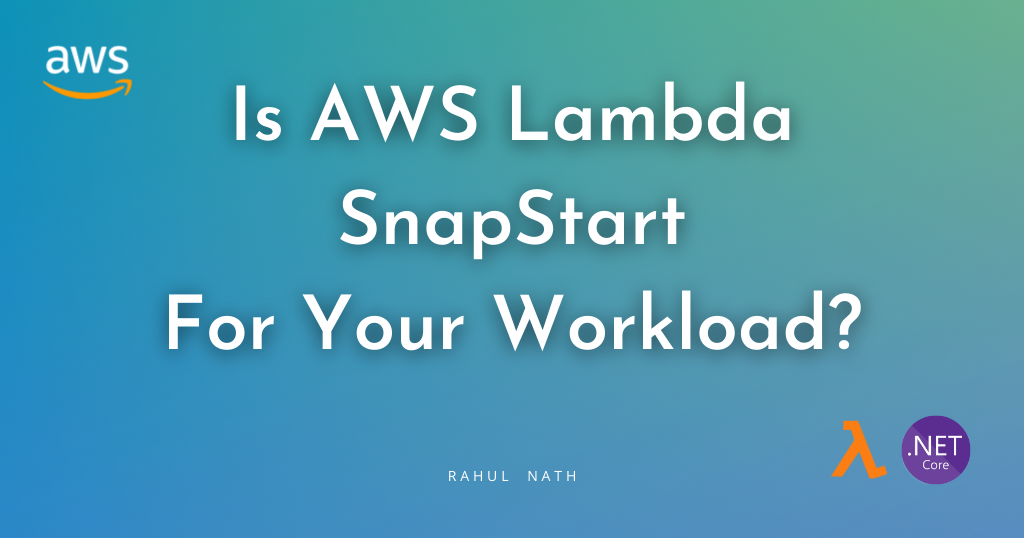 aws
Is AWS Lambda
SnapStart
For Your Workload?
λ
.NET
Core
RAHUL NATH